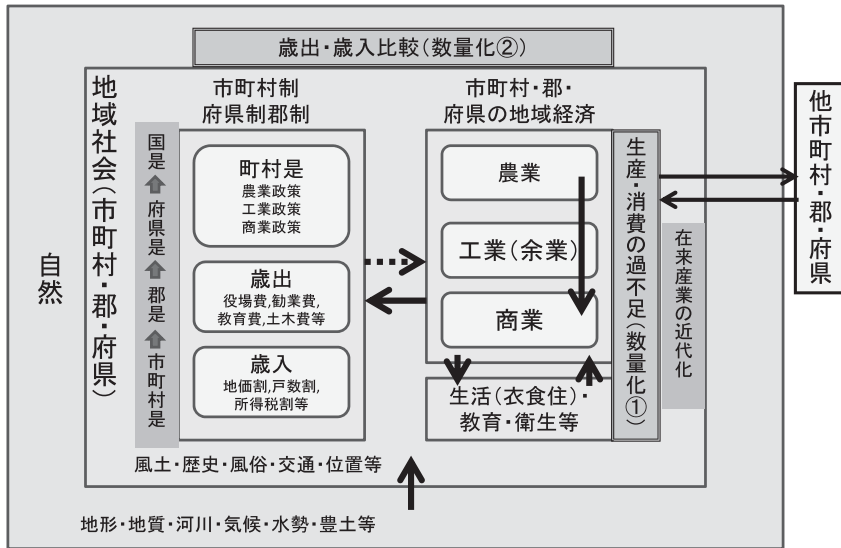 歳出・歳入比較(数量化②)
自然
地域社会(市町村・郡・府県)
国是
府県是
郡是
市町村是
市町村制
府県制郡制
町村是
農業政策
工業政策
商業政策
歳出
役場費,勧業費,
教育費,土木費等
歳入
地価割,戸数割,
所得税割等
市町村・郡・
府県の地域経済
農業
工業(余業)
商業
生活(衣食住)・
教育・衛生等
生産・消費の過不足(数量化①)
在来産業の近代化
他市町村・郡・府県
風土・歴史・風俗・交通・位置等
地形・地質・河川・気候・水勢・豊土等